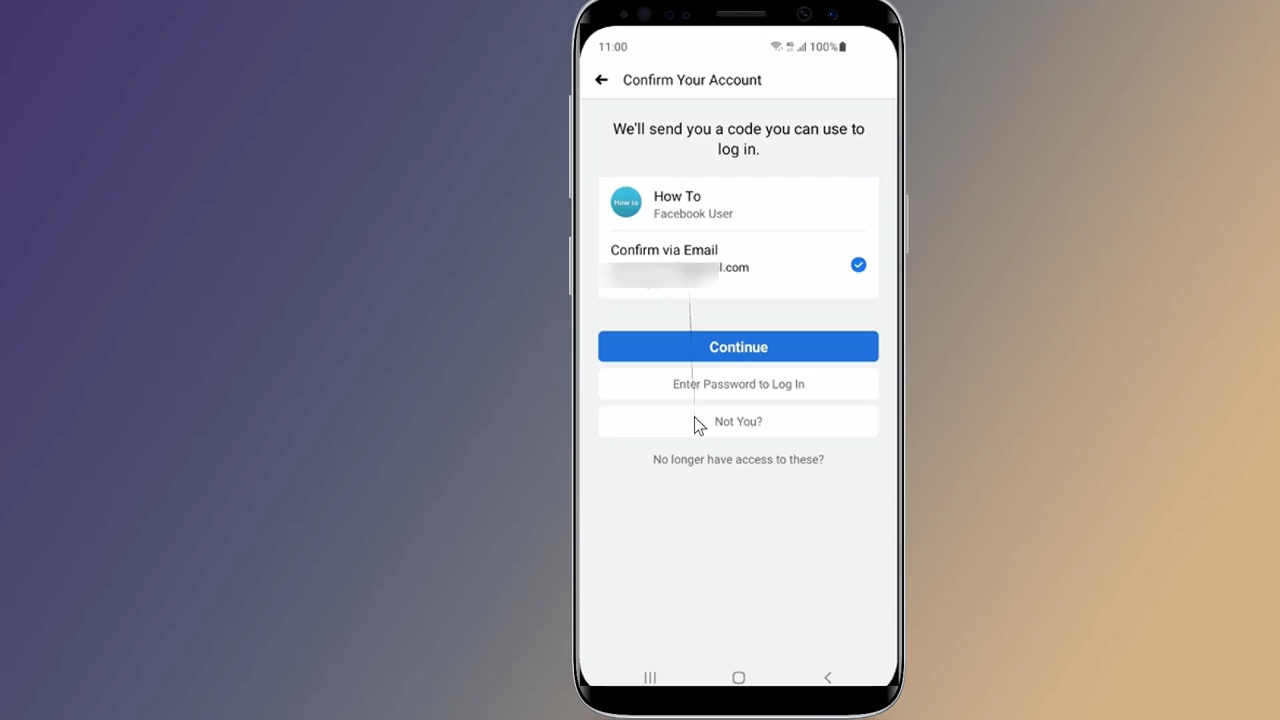 11:00
100%
Confirm Your Account
We'll send you a code you can use to
log in.
How to
How To
Facebook User
Confirm via Email
l.com
Continue
Enter Password to Log In
Not You?
No longer have access to these?